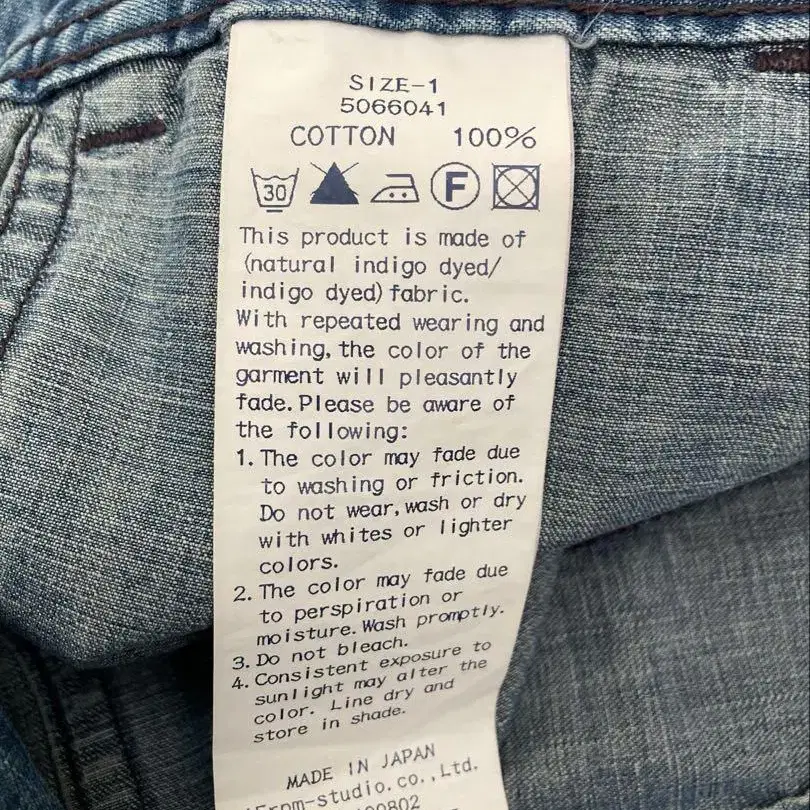 SIZE-1
5066041
COTTON 100%
30
F
This product is made of
(natural indigo dyed/
indigo dyed) fabric.
With repeated wearing and
washing, the color of the
garment will pleasantly
fade. Please be aware of
the following:
1. The color may fade due
to washing or friction.
Do not wear, wash or dry
with whites or lighter
colors.
2. The color may fade due
to perspiration or
moisture. Wash promptly.
3. Do not bleach.
4. Consistent exposure to
sunlight may alter the
color. Line dry and
store in shade.
MADE IN JAPAN
-studio.co.,Ltd.